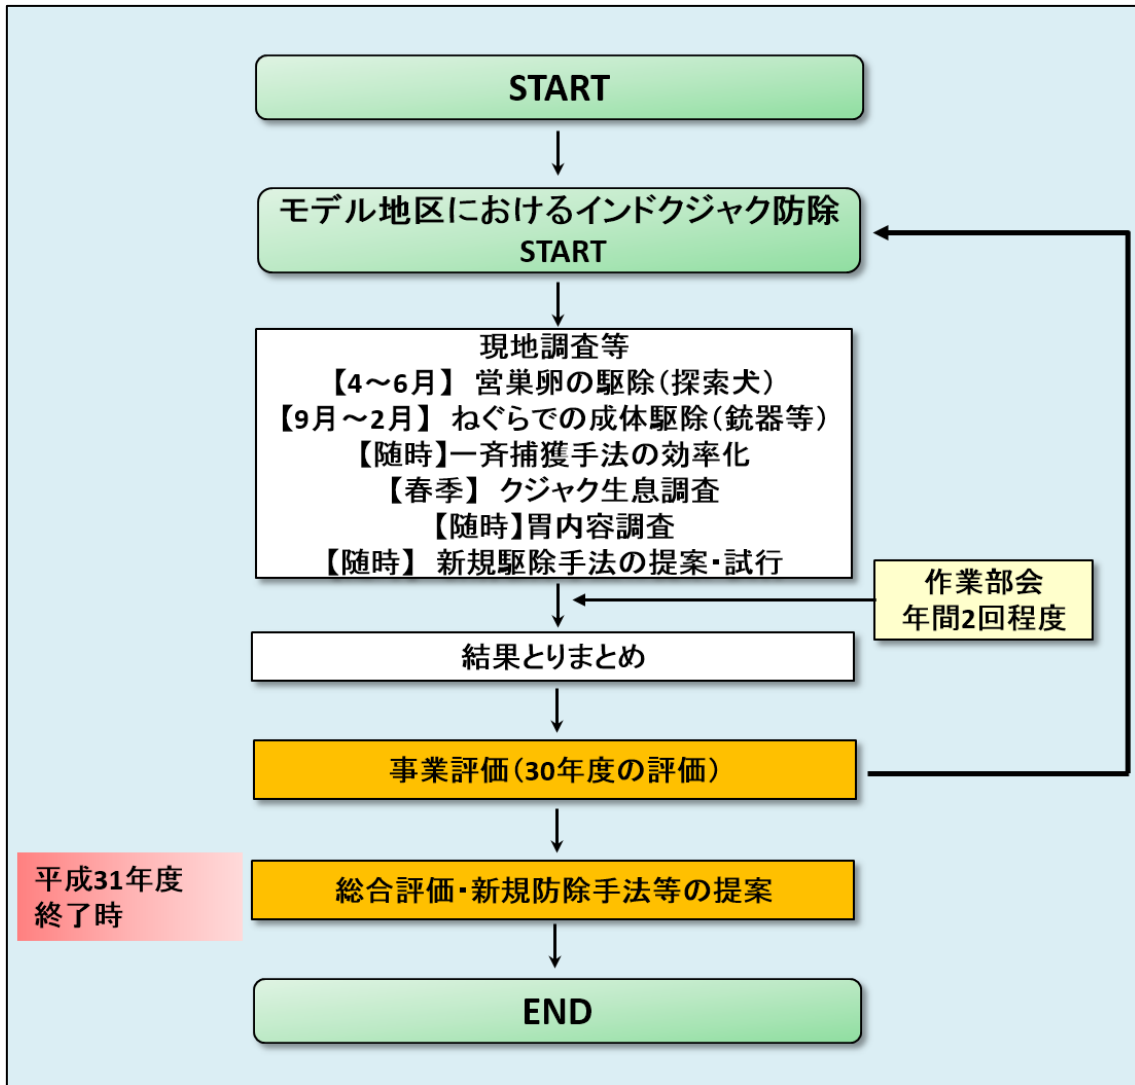 START
モデル地区におけるインドクジャク防除
START
現地調査等
【4～6月】 営巣卵の駆除（探索犬）
【9月～2月】 ねぐらでの成体駆除（銃器等）
【随時】一斉捕獲手法の効率化
【春季】 クジャク生息調査
【随時】胃内容調査
【随時】 新規駆除手法の提案・試行
作業部会
年間2回程度
結果とりまとめ
事業評価（30年度の評価）
平成31年度
終了時
総合評価・新規防除手法等の提案
END